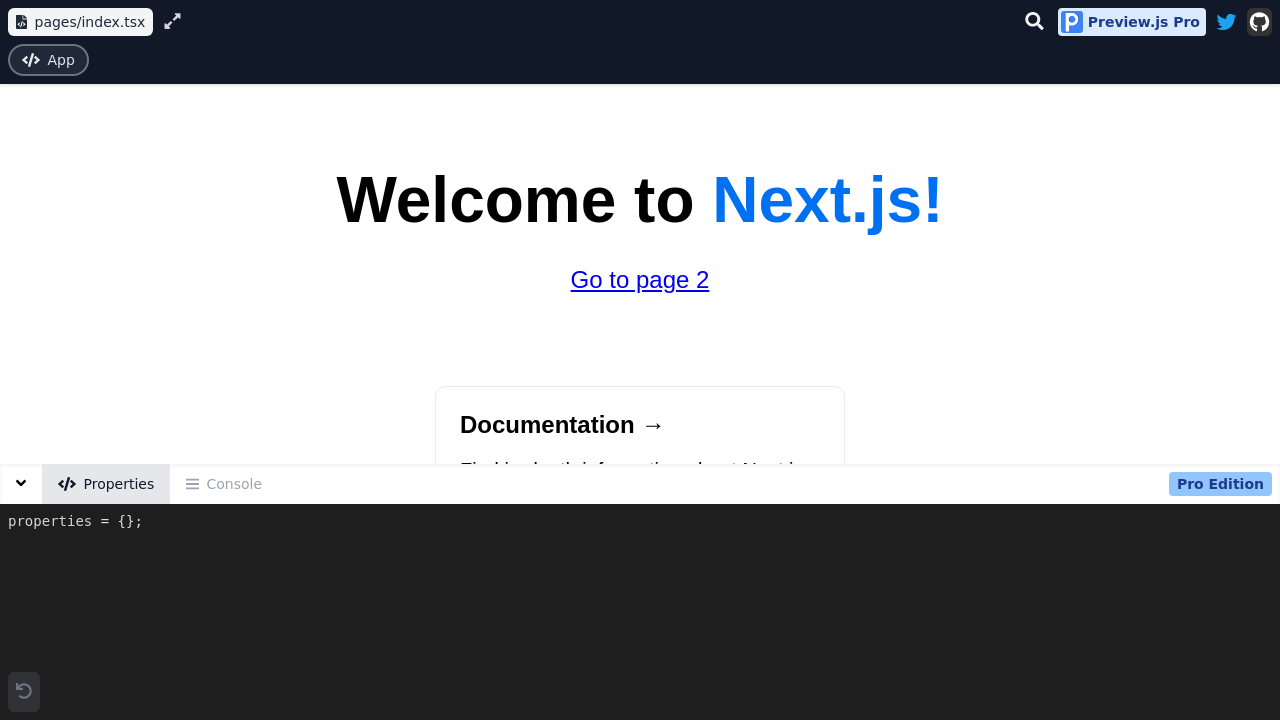 pages/index.tsx
Preview.js Pro
App
Welcome to Next.js!
Go to page 2
Documentation →
Properties
Console
Pro Edition
properties = {};